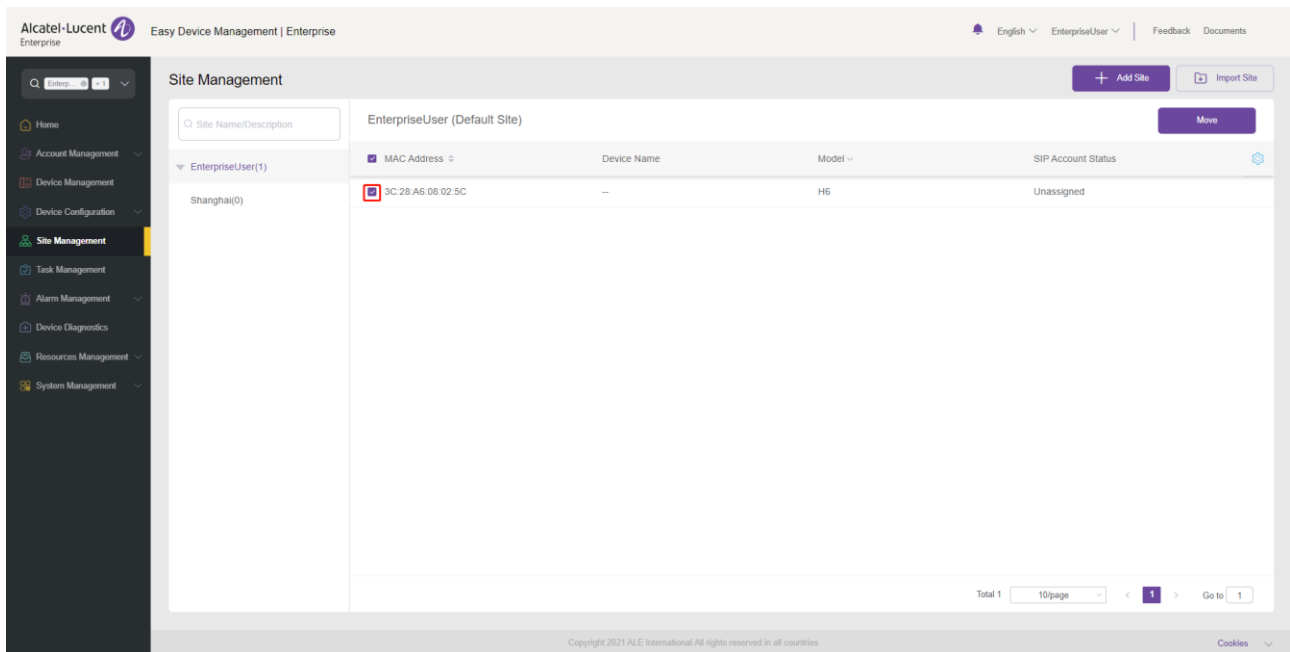 Alcatel·Lucent
Enterprise
Easy Device Management | Enterprise
English
EnterpriseUser
Feedback
Documents
Enterp...
+ 1
Home
Account Management
Device Management
Device Configuration
Site Management
Task Management
Alarm Management
Device Diagnostics
Resources Management
System Management
Site Management
Add Site
Import Site
Site Name/Description
EnterpriseUser(1)
Shanghai(0)
EnterpriseUser (Default Site)
Move
MAC Address Device Name Model SIP Account Status
3C:28:A6:08:02:5C -- H6 Unassigned
Total 1 10/page < 1 > Go to 1
Copyright 2021 ALE International.All rights reserved in all countries
Cookies